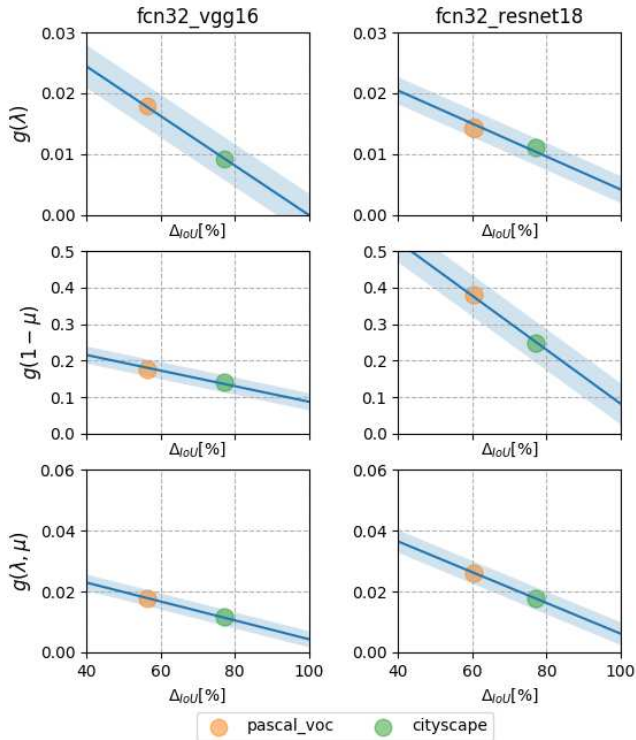 fcn32_vgg16 fcn32_resnet18
0.03 0.03
0.02 0.02
g(λ)
0.01 0.01
0.00 0.00
Δ_IoU[%] Δ_IoU[%]
0.5 0.5
0.4 0.4
0.3 0.3
g(1 − μ)
0.2 0.2
0.1 0.1
0.0 0.0
Δ_IoU[%] Δ_IoU[%]
0.06 0.06
0.04 0.04
g(λ, μ)
0.02 0.02
0.00 0.00
40 60 80 100 40 60 80 100
Δ_IoU[%] Δ_IoU[%]
pascal_voc cityscape